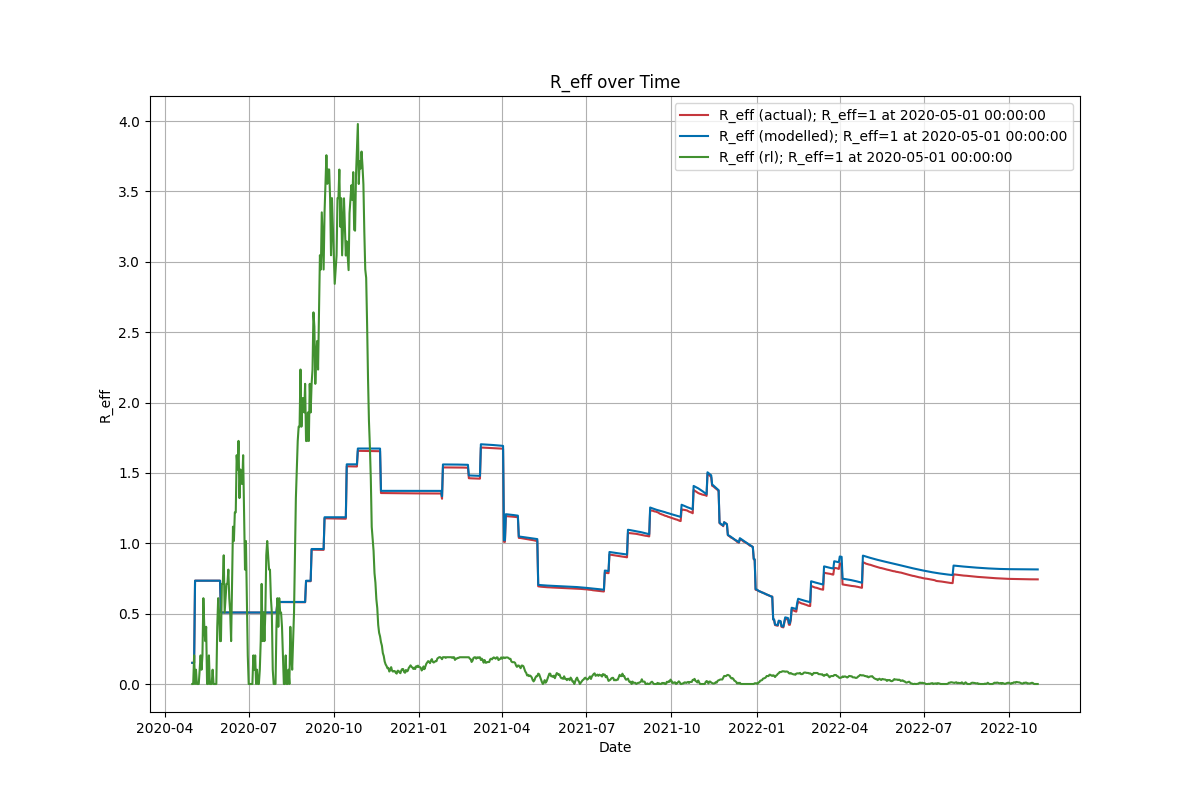 R_eff over Time
R_eff (actual); R_eff=1 at 2020-05-01 00:00:00
R_eff (modelled); R_eff=1 at 2020-05-01 00:00:00
R_eff (rl); R_eff=1 at 2020-05-01 00:00:00
R_eff
4.0
3.5
3.0
2.5
2.0
1.5
1.0
0.5
0.0
2020-04 2020-07 2020-10 2021-01 2021-04 2021-07 2021-10 2022-01 2022-04 2022-07 2022-10
Date